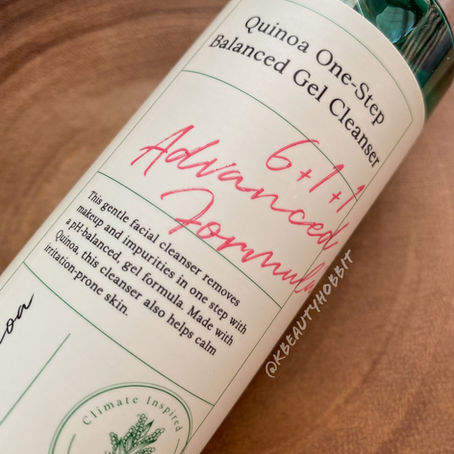 Quinoa One-Step
Balanced Gel Cleanser
6+1+1
Advanced
Formula
This gentle facial cleanser removes
makeup and impurities in one step with
a pH-balanced, gel formula. Made with
Quinoa, this cleanser also helps calm
irritation-prone skin.
Climate Inspired
@KBEAUTYHOBBIT